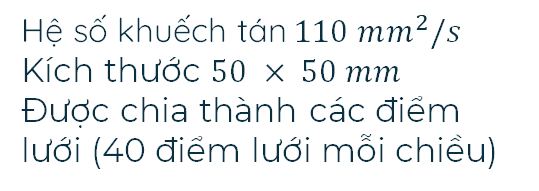 Hệ số khuếch tán 110 mm²/s
Kích thước 50 × 50 mm
Được chia thành các điểm
lưới (40 điểm lưới mỗi chiều)